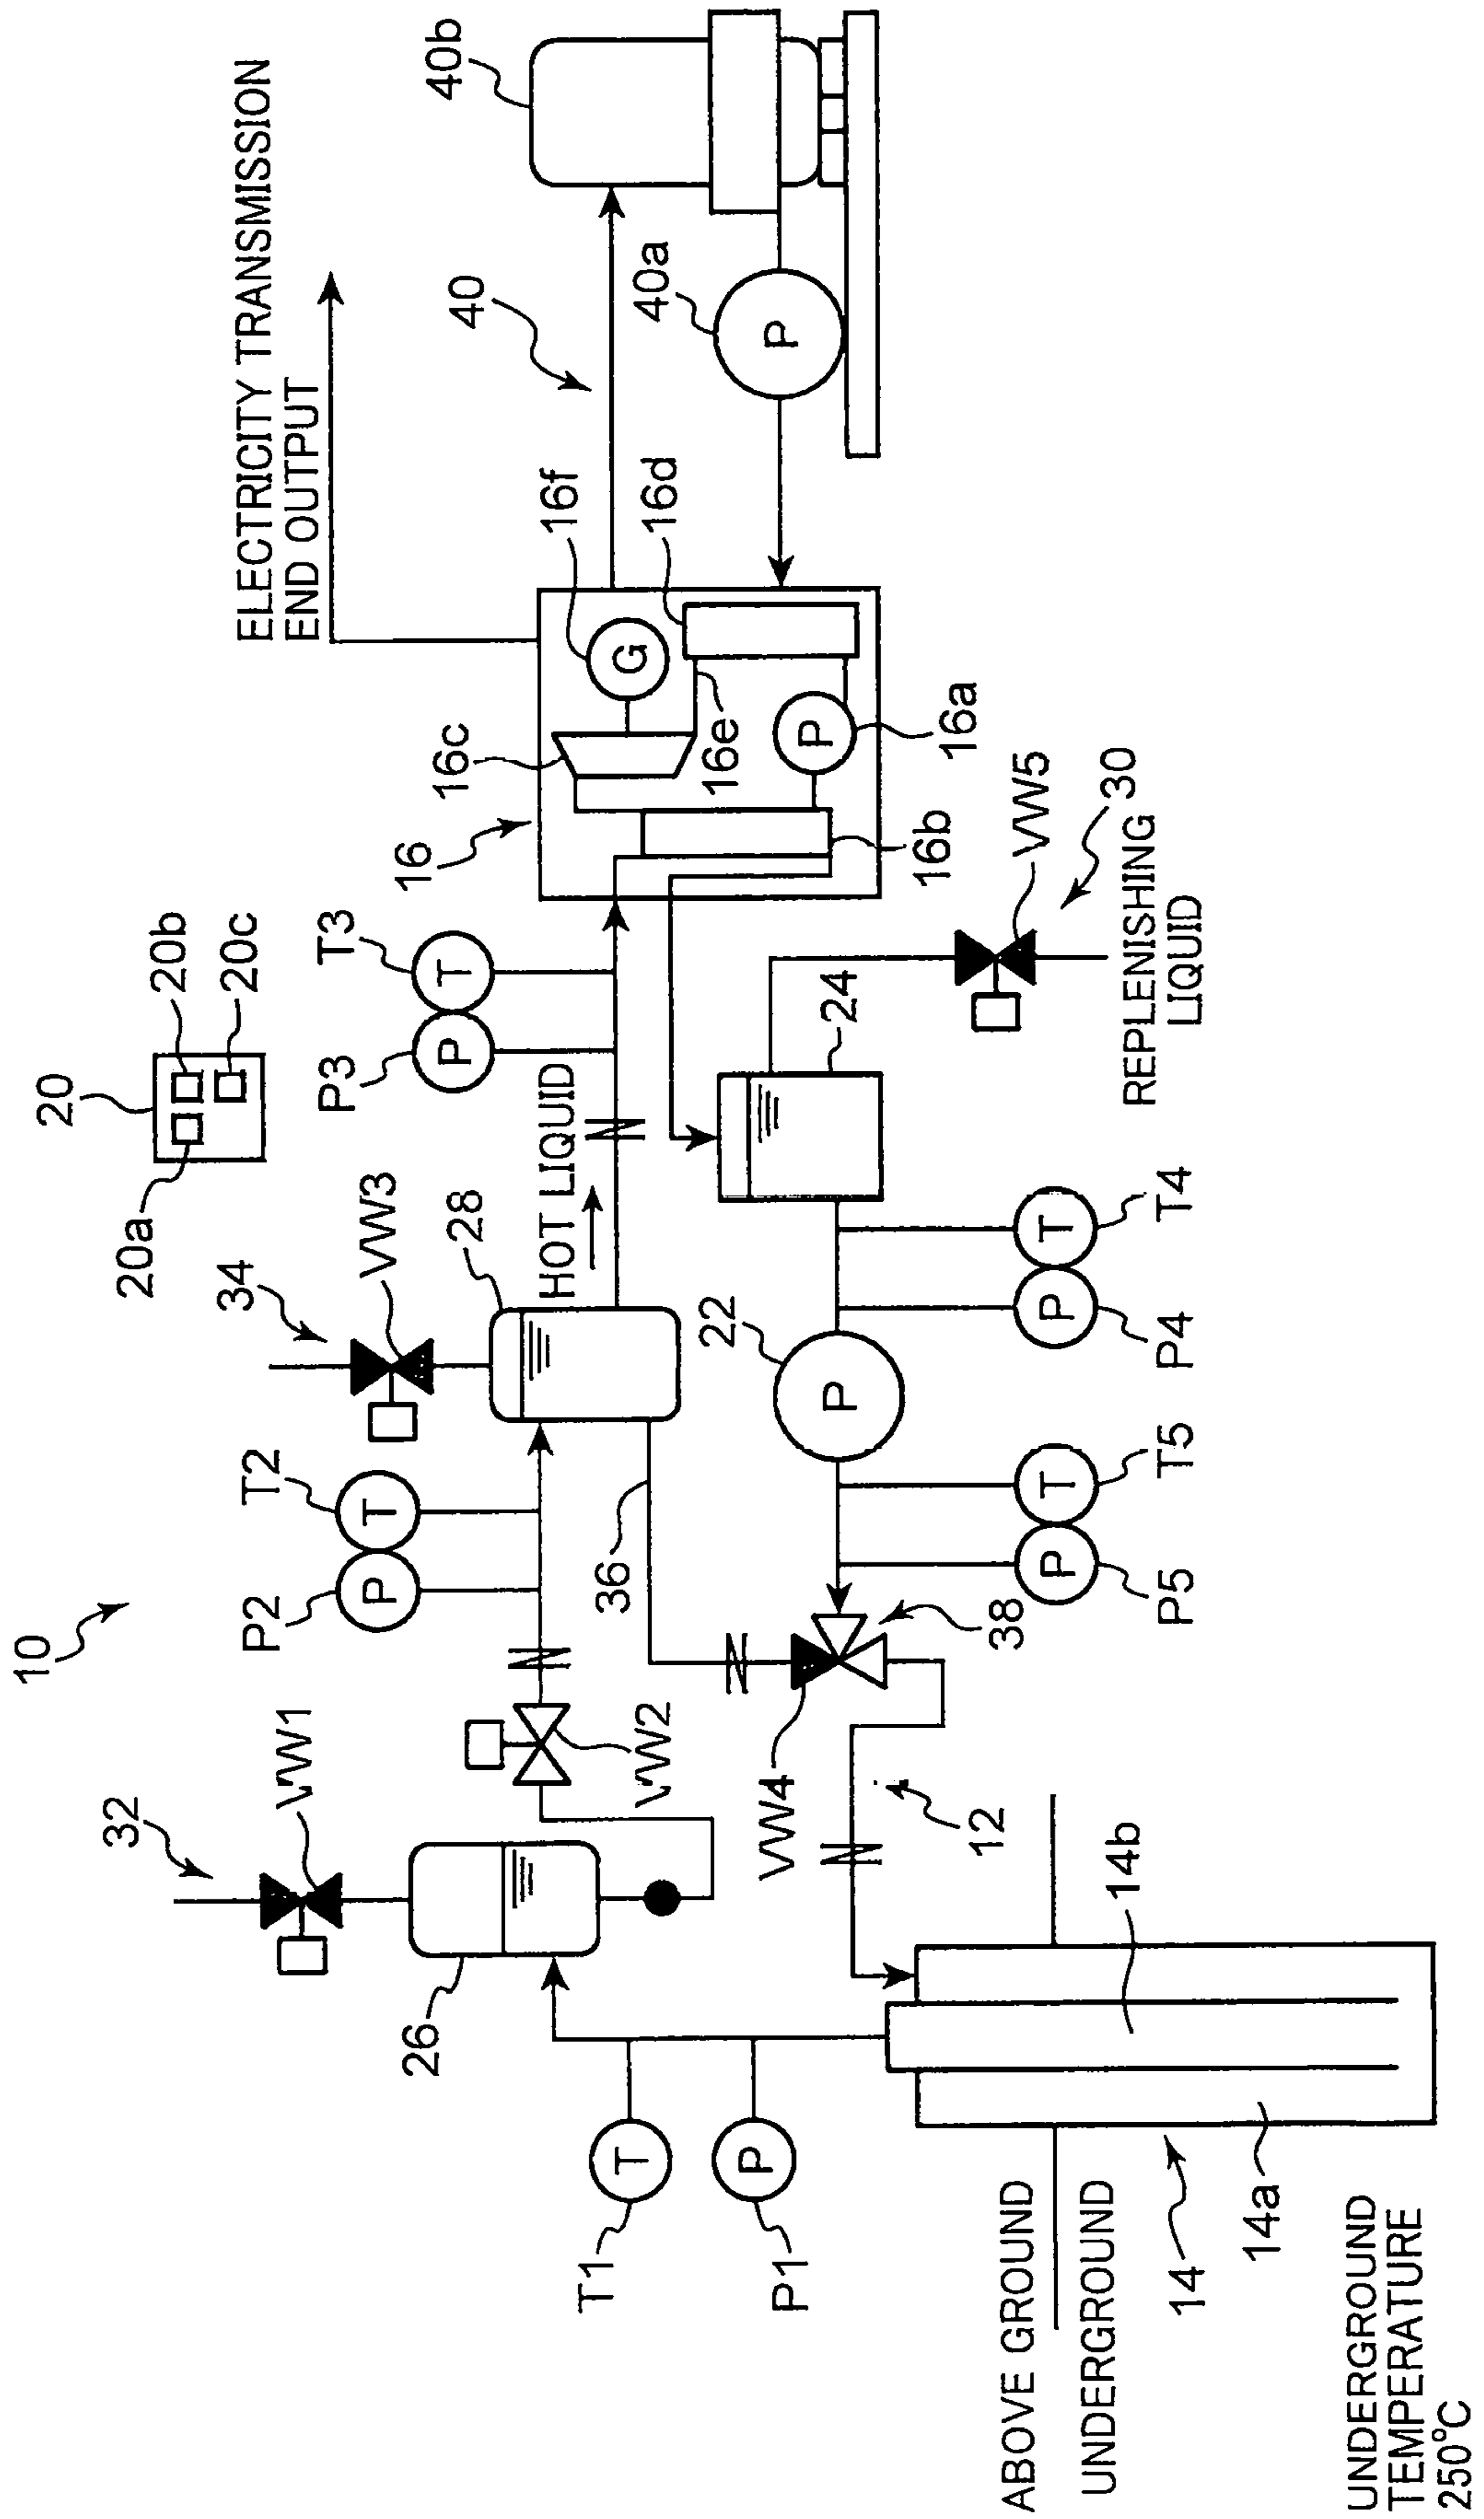 10
32
VW1
26
T1
P1
P2
T2
VW2
34
VW3
28
HOT LIQUID
36
20
20a
20b
20c
P3
T3
P
T
P
T
P
T
ELECTRICITY TRANSMISSION
END OUTPUT
16
16c
16f
G
16d
16e
P
16a
16b
40
40a
P
40b
24
VW5
30
REPLENISHING
LIQUID
22
P
P
T
P4
T4
P
T
P5
T5
38
VW4
12
14b
ABOVE GROUND
UNDERGROUND
14
14a
UNDERGROUND
TEMPERATURE
250°C